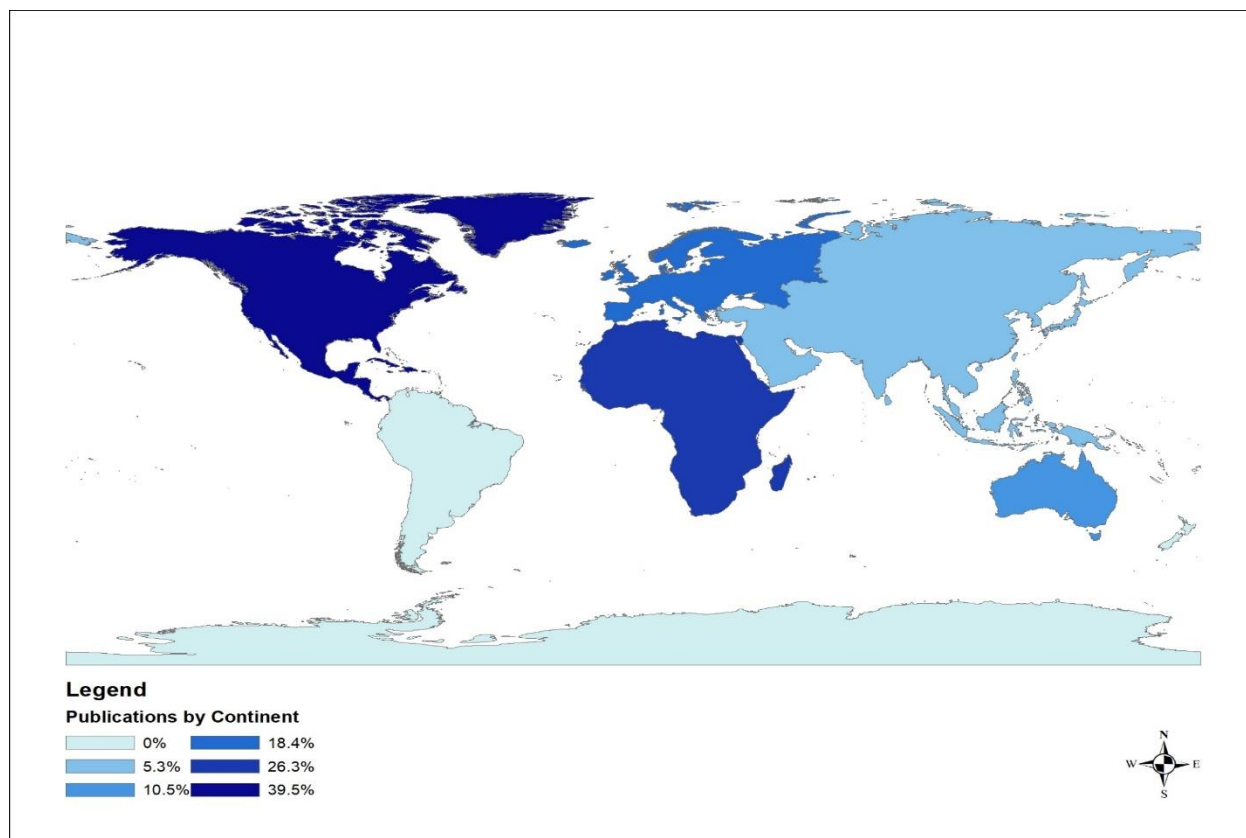 Legend
Publications by Continent
0% 18.4%
5.3% 26.3%
10.5% 39.5%
N
W E
S